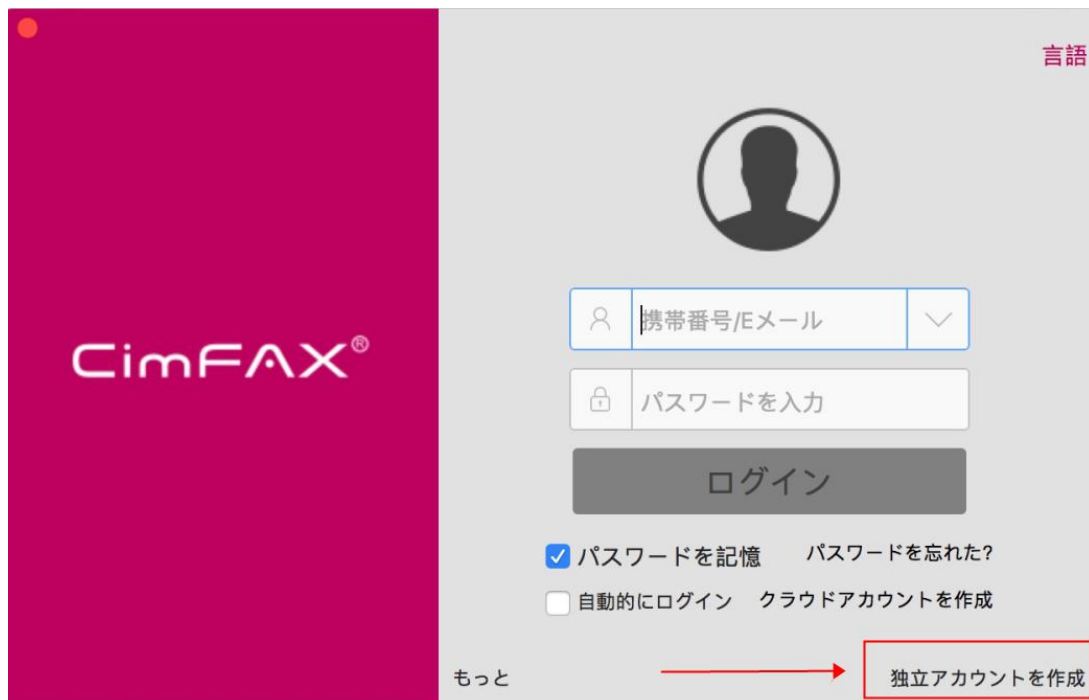 言語
CimFAX®
携帯番号/Eメール
パスワードを入力
ログイン
パスワードを記憶 パスワードを忘れた?
自動的にログイン クラウドアカウントを作成
もっと 独立アカウントを作成